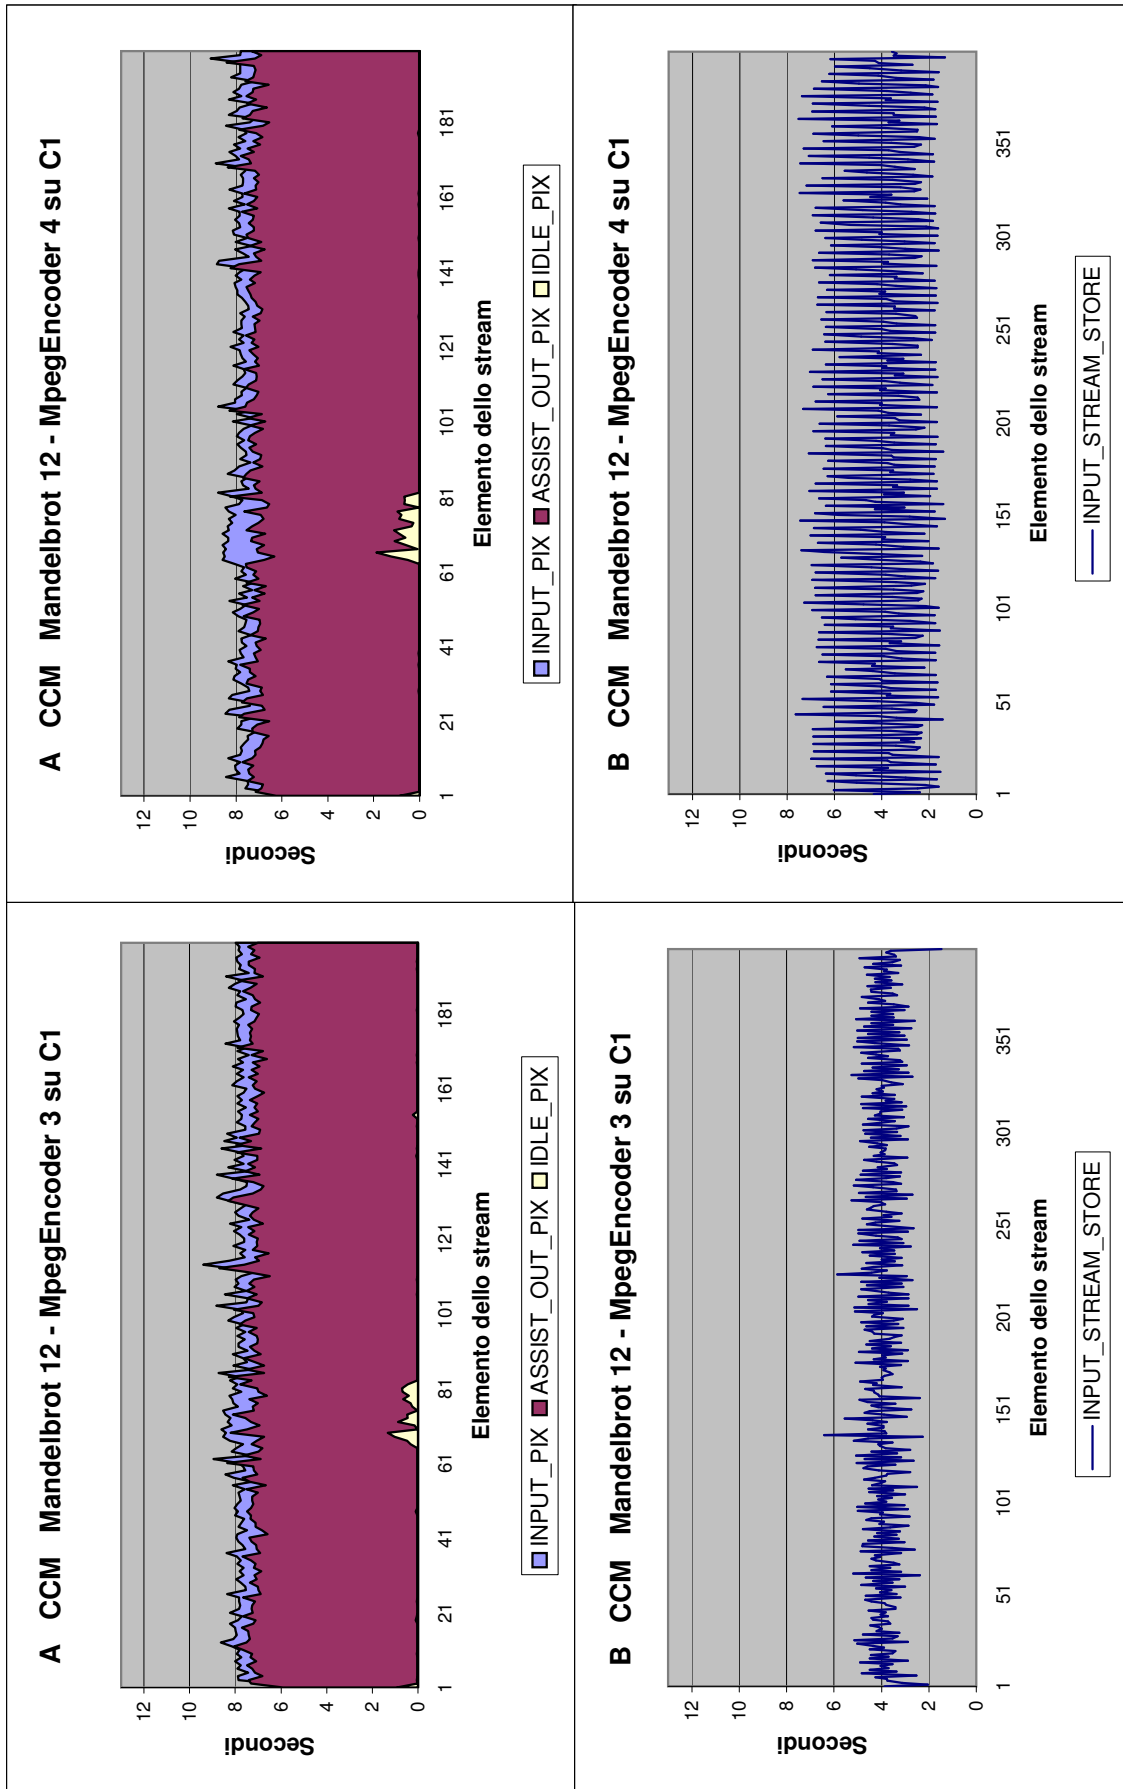 A   CCM   Mandelbrot 12 - MpegEncoder 3 su C1
Secondi
12
10
8
6
4
2
0
1 21 41 61 81 101 121 141 161 181
Elemento dello stream
INPUT_PIX ASSIST_OUT_PIX IDLE_PIX
A   CCM   Mandelbrot 12 - MpegEncoder 4 su C1
Secondi
12
10
8
6
4
2
0
1 21 41 61 81 101 121 141 161 181
Elemento dello stream
INPUT_PIX ASSIST_OUT_PIX IDLE_PIX
B   CCM   Mandelbrot 12 - MpegEncoder 3 su C1
Secondi
12
10
8
6
4
2
0
1 51 101 151 201 251 301 351
Elemento dello stream
INPUT_STREAM_STORE
B   CCM   Mandelbrot 12 - MpegEncoder 4 su C1
Secondi
12
10
8
6
4
2
0
1 51 101 151 201 251 301 351
Elemento dello stream
INPUT_STREAM_STORE